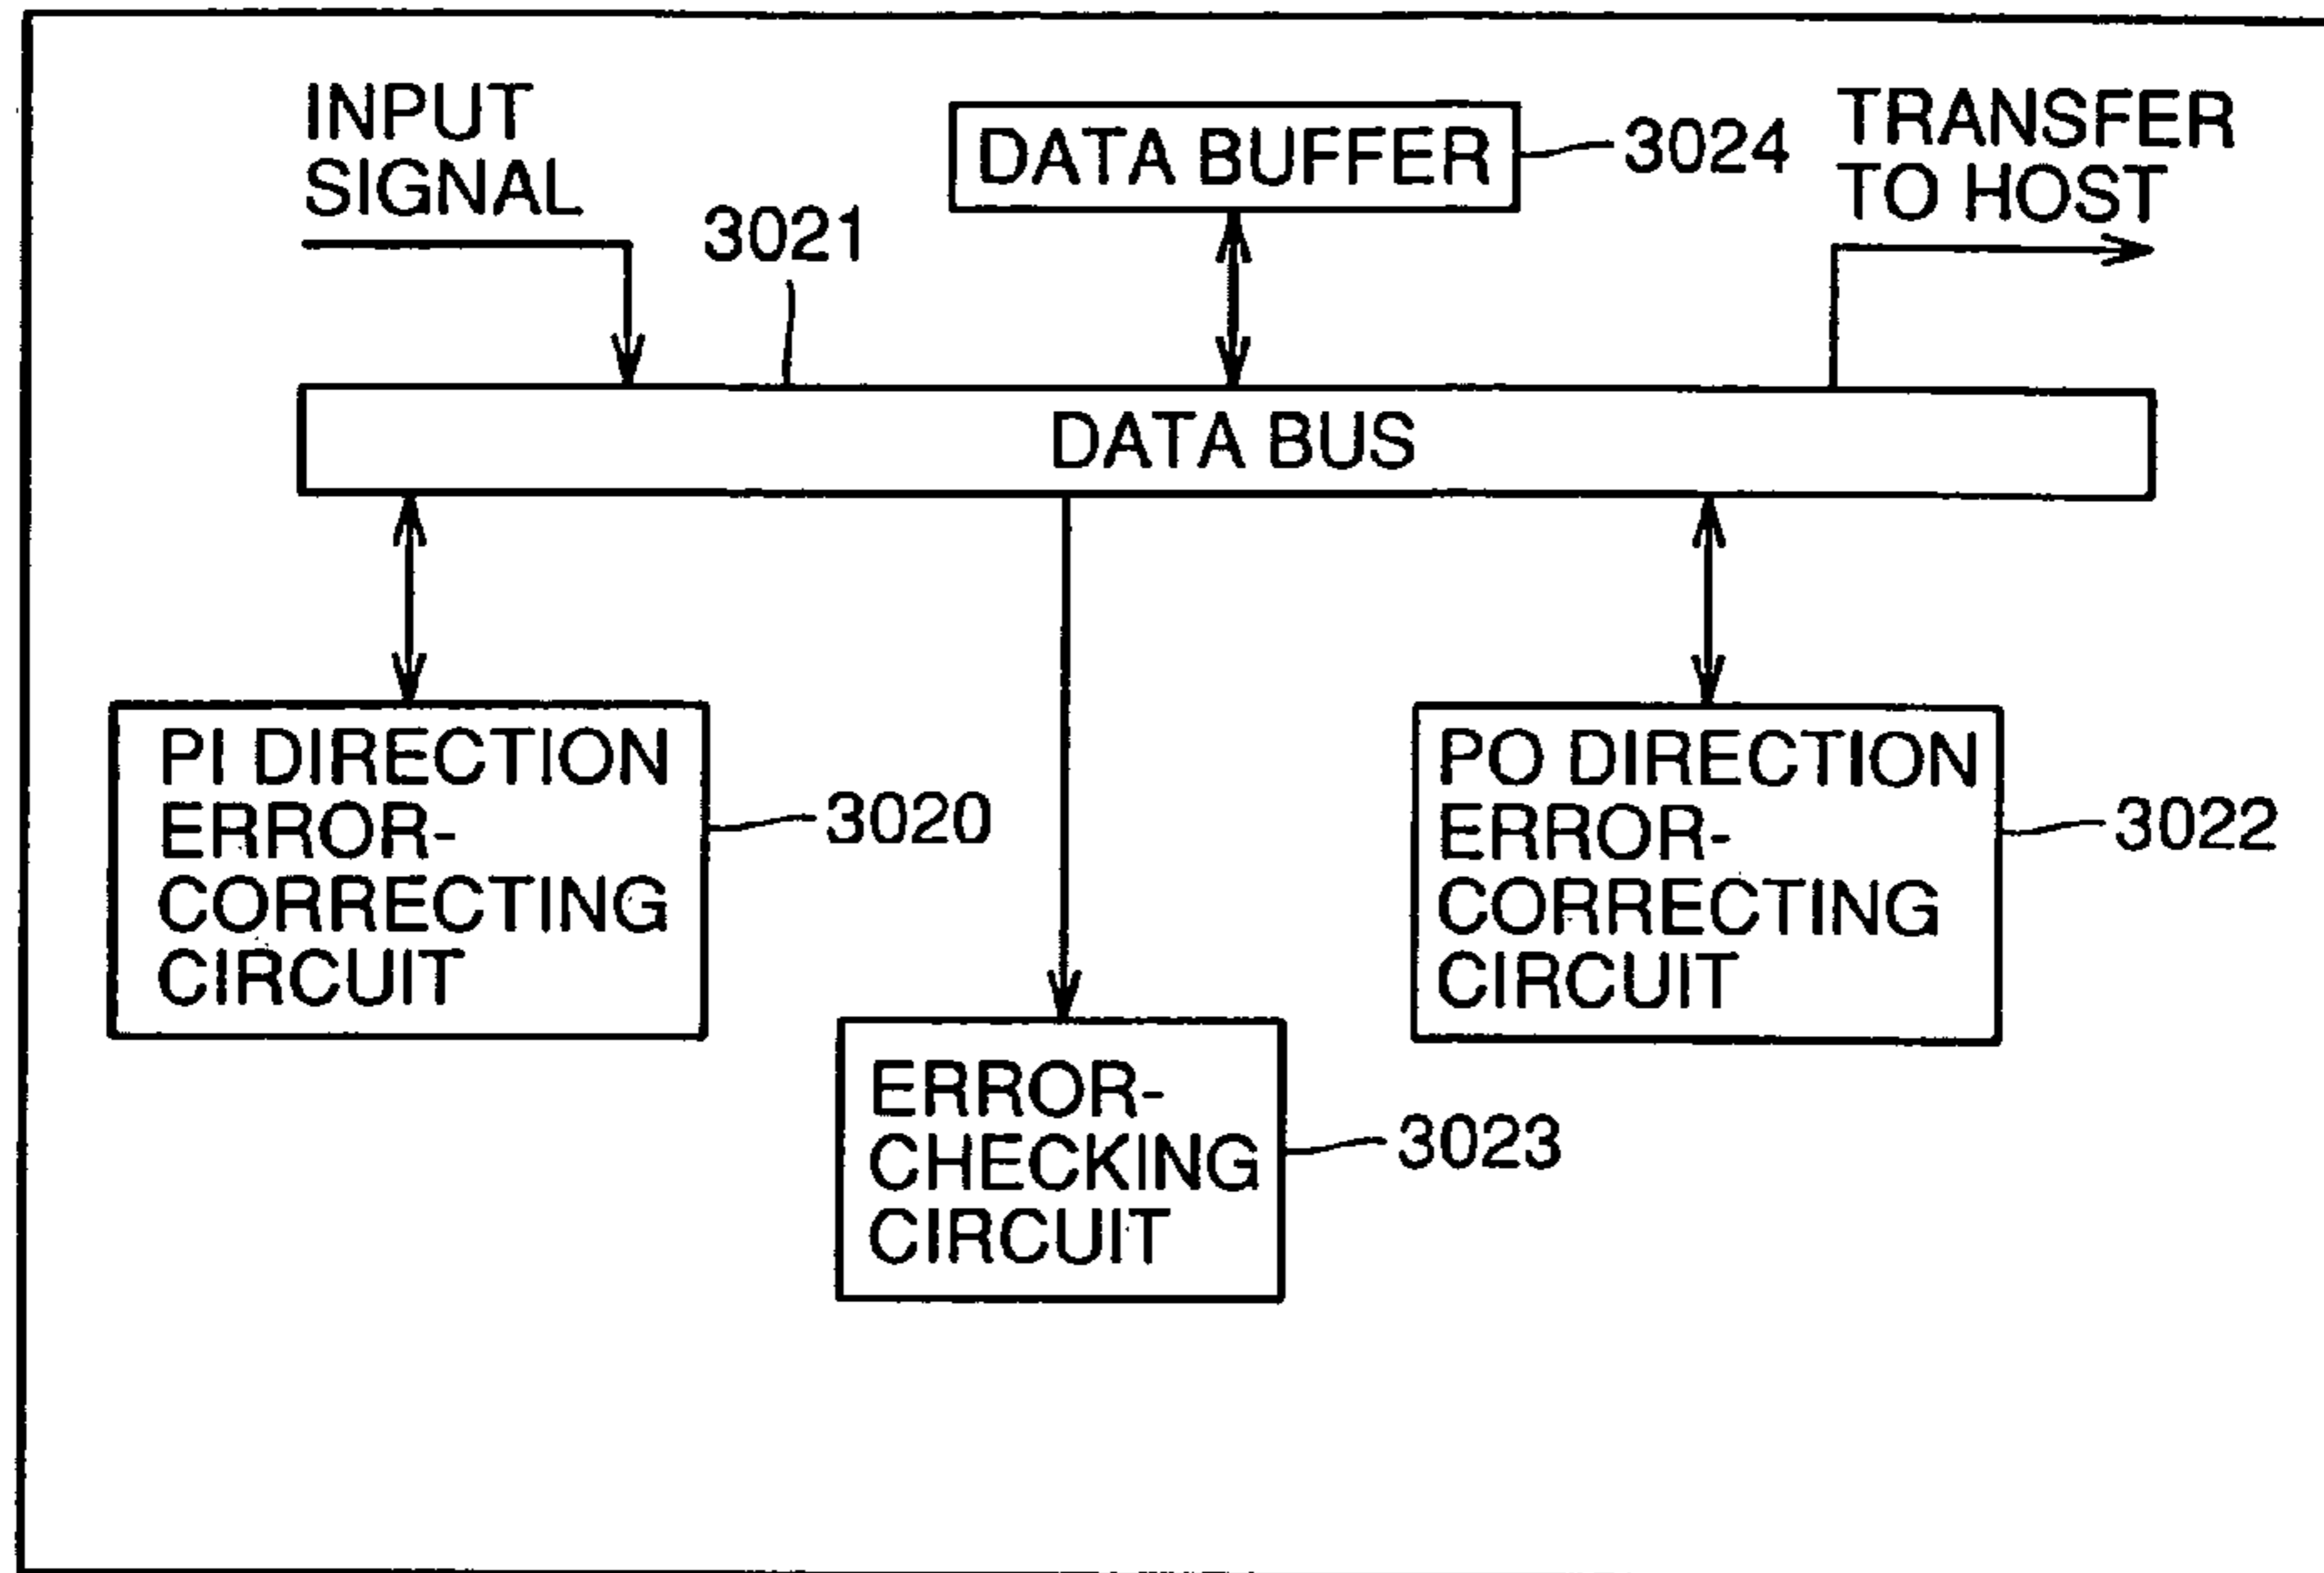 INPUT
SIGNAL
3021
DATA BUFFER
3024
TRANSFER
TO HOST
DATA BUS
PI DIRECTION
ERROR-
CORRECTING
CIRCUIT
3020
ERROR-
CHECKING
CIRCUIT
3023
PO DIRECTION
ERROR-
CORRECTING
CIRCUIT
3022